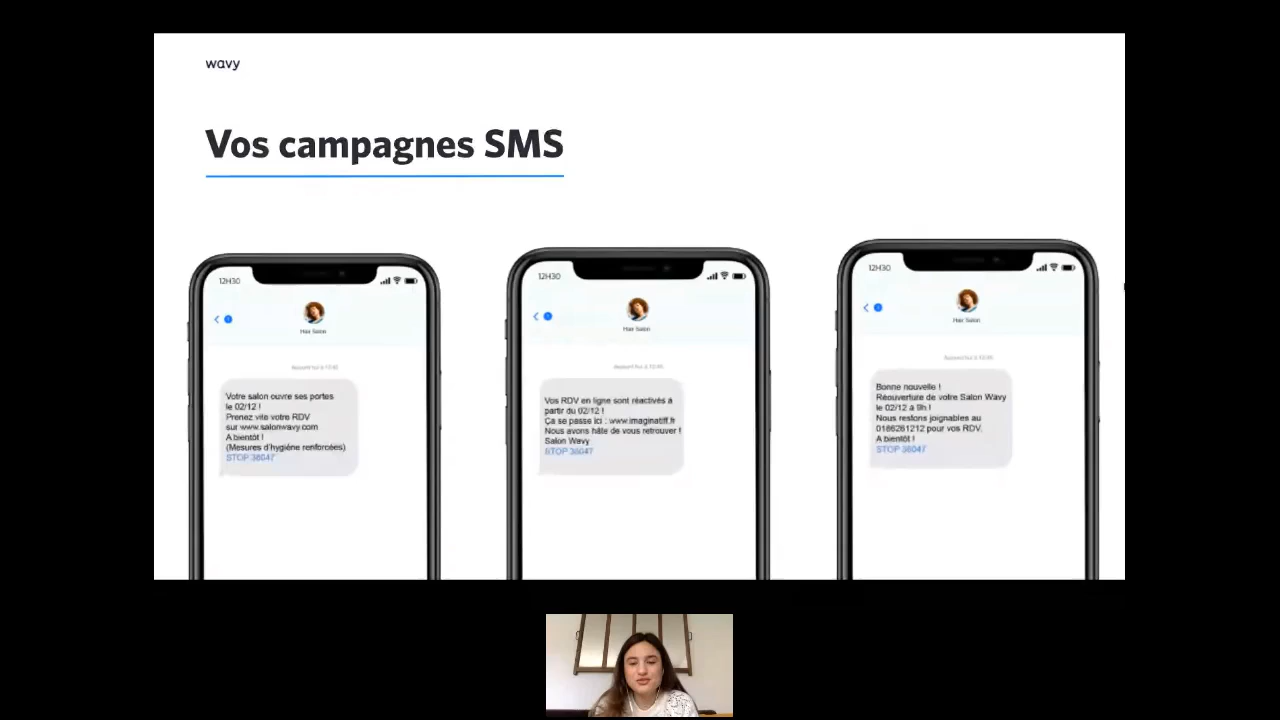 wavy
Vos campagnes SMS
12H30
Hair Salon
Votre salon ouvre ses portes
le 02/12 !
Prenez vite votre RDV
sur www.salonwavy.com
A bientôt !
(Mesures d'hygiène renforcées)
STOP 36047
12H30
Hair Salon
Vos RDV en ligne sont réactivés à
partir du 02/12 !
Ça se passe ici : www.imaginatiff.fr
Nous avons hâte de vous retrouver !
Salon Wavy
STOP 36047
12H30
Hair Salon
Bonne nouvelle !
Réouverture de votre Salon Wavy
le 02/12 à 9h !
Nous restons joignables au
0186261212 pour vos RDV.
A bientôt !
STOP 36047